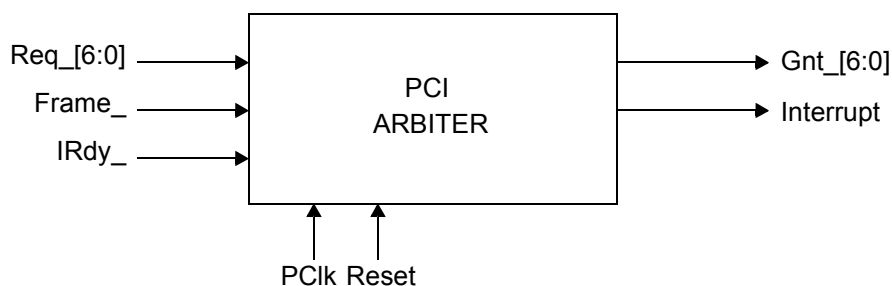 Req_[6:0]
Frame_
IRdy_
PCI
ARBITER
Gnt_[6:0]
Interrupt
PClk Reset